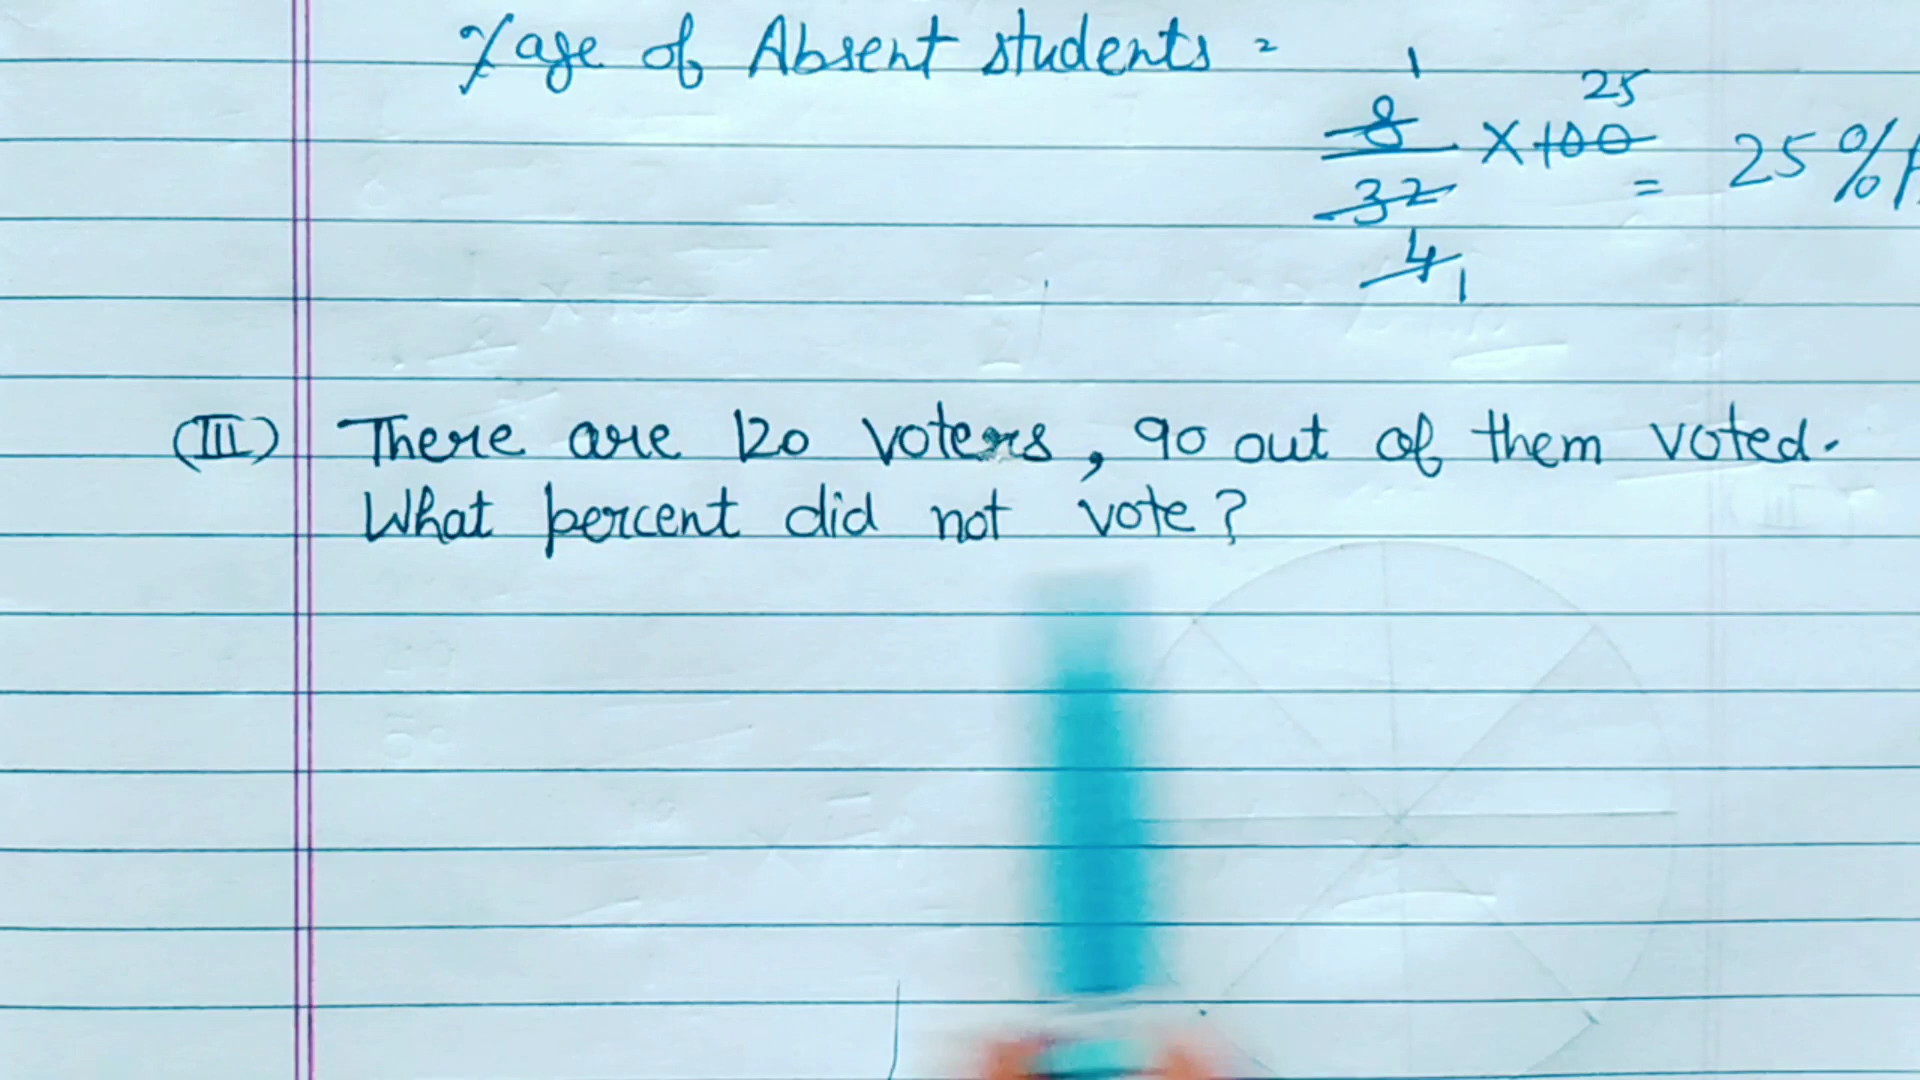 %age of Absent students =
1
25
8
× 100
= 25%
32
4
1
(III) There are 120 voters, 90 out of them voted.
What percent did not vote?